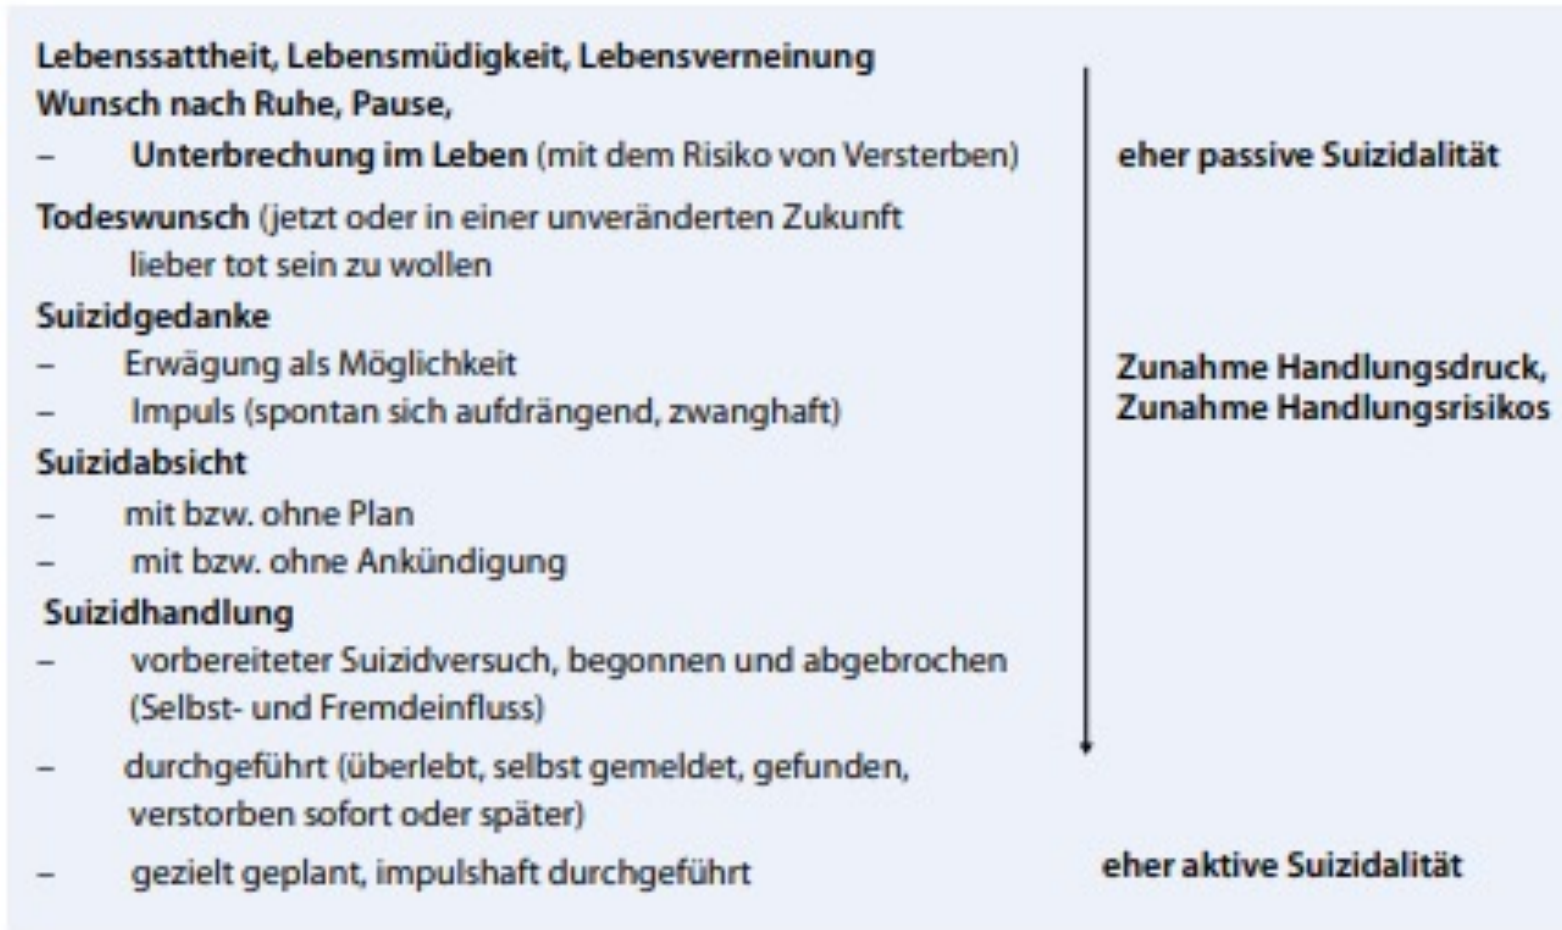 Lebenssattheit, Lebensmüdigkeit, Lebensverneinung
Wunsch nach Ruhe, Pause,
– Unterbrechung im Leben (mit dem Risiko von Versterben)
eher passive Suizidalität
Todeswunsch (jetzt oder in einer unveränderten Zukunft
lieber tot sein zu wollen
Suizidgedanke
– Erwägung als Möglichkeit
– Impuls (spontan sich aufdrängend, zwanghaft)
Zunahme Handlungsdruck,
Zunahme Handlungsrisikos
Suizidabsicht
– mit bzw. ohne Plan
– mit bzw. ohne Ankündigung
Suizidhandlung
– vorbereiteter Suizidversuch, begonnen und abgebrochen
(Selbst- und Fremdeinfluss)
– durchgeführt (überlebt, selbst gemeldet, gefunden,
verstorben sofort oder später)
– gezielt geplant, impulshaft durchgeführt
eher aktive Suizidalität